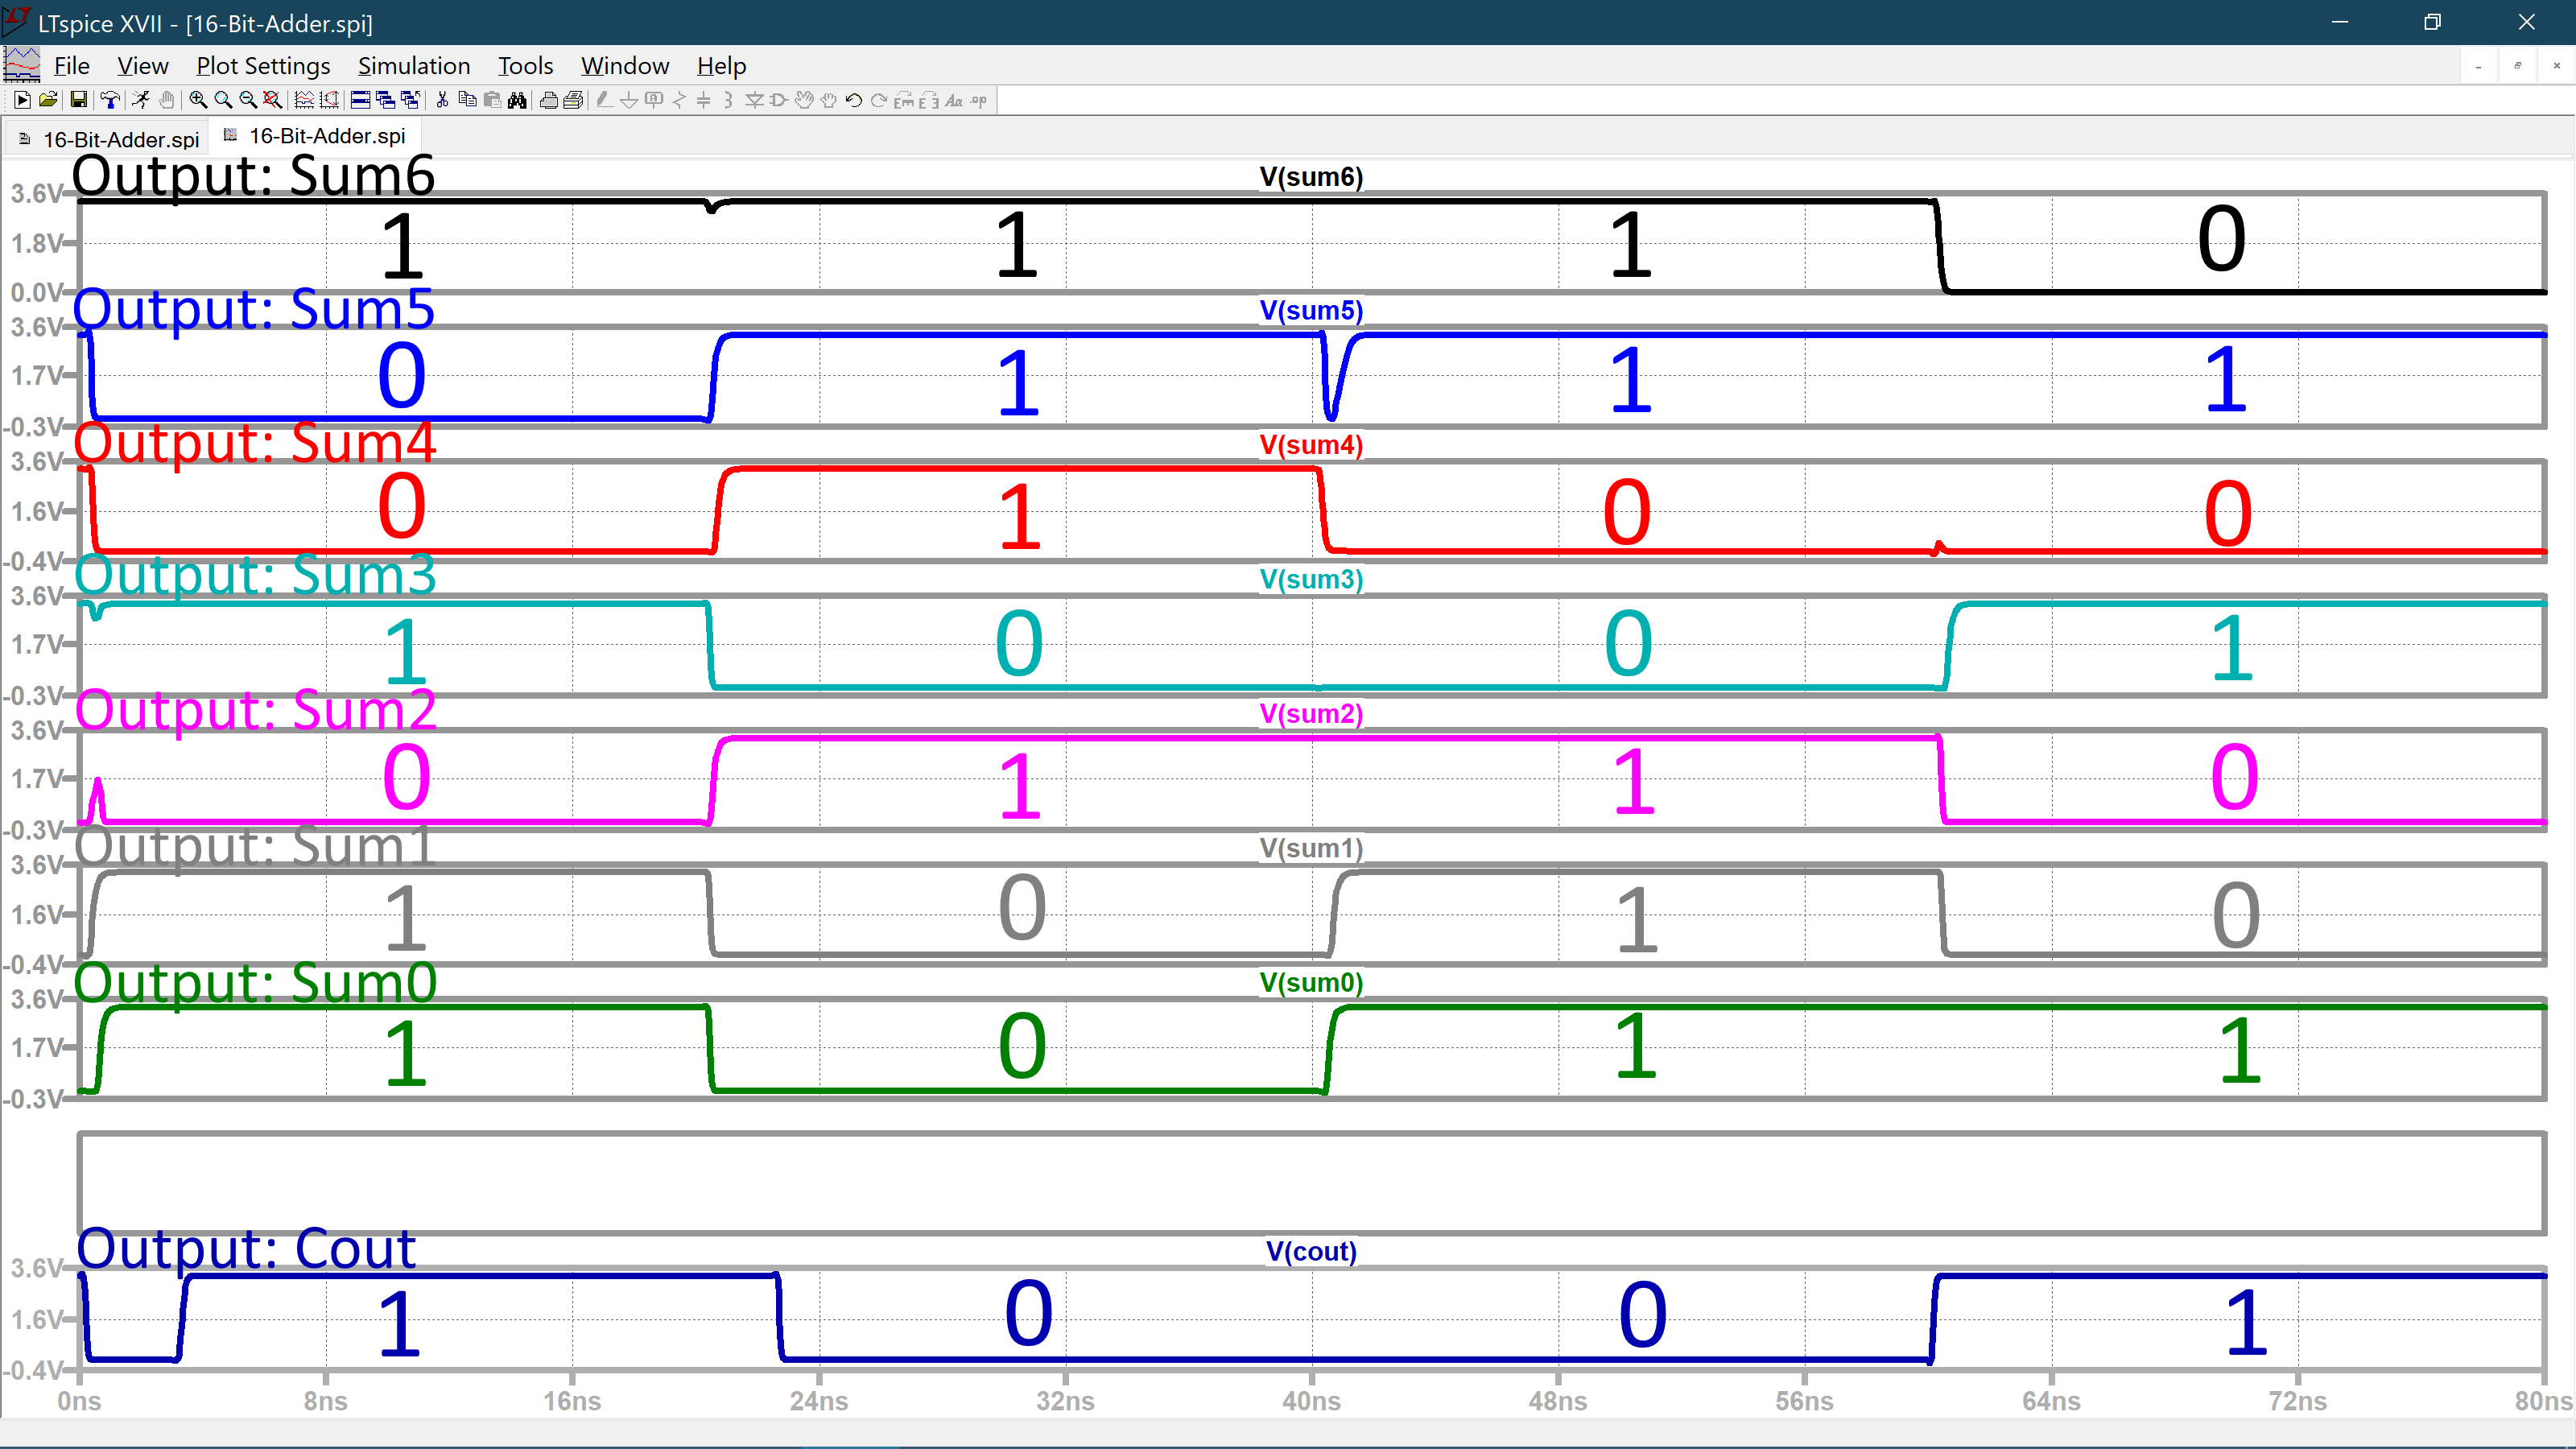 LTspice XVII - [16-Bit-Adder.spi]
File View Plot Settings Simulation Tools Window Help
16-Bit-Adder.spi 16-Bit-Adder.spi
Output: Sum6
V(sum6)
3.6V
1.8V
0.0V
1 1 1 0
Output: Sum5
V(sum5)
3.6V
1.7V
-0.3V
0 1 1 1
Output: Sum4
V(sum4)
3.6V
1.6V
-0.4V
0 1 0 0
Output: Sum3
V(sum3)
3.6V
1.7V
-0.3V
1 0 0 1
Output: Sum2
V(sum2)
3.6V
1.7V
-0.3V
0 1 1 0
Output: Sum1
V(sum1)
3.6V
1.6V
-0.4V
1 0 1 0
Output: Sum0
V(sum0)
3.6V
1.7V
-0.3V
1 0 1 1
Output: Cout
V(cout)
3.6V
1.6V
-0.4V
1 0 0 1
0ns 8ns 16ns 24ns 32ns 40ns 48ns 56ns 64ns 72ns 80ns